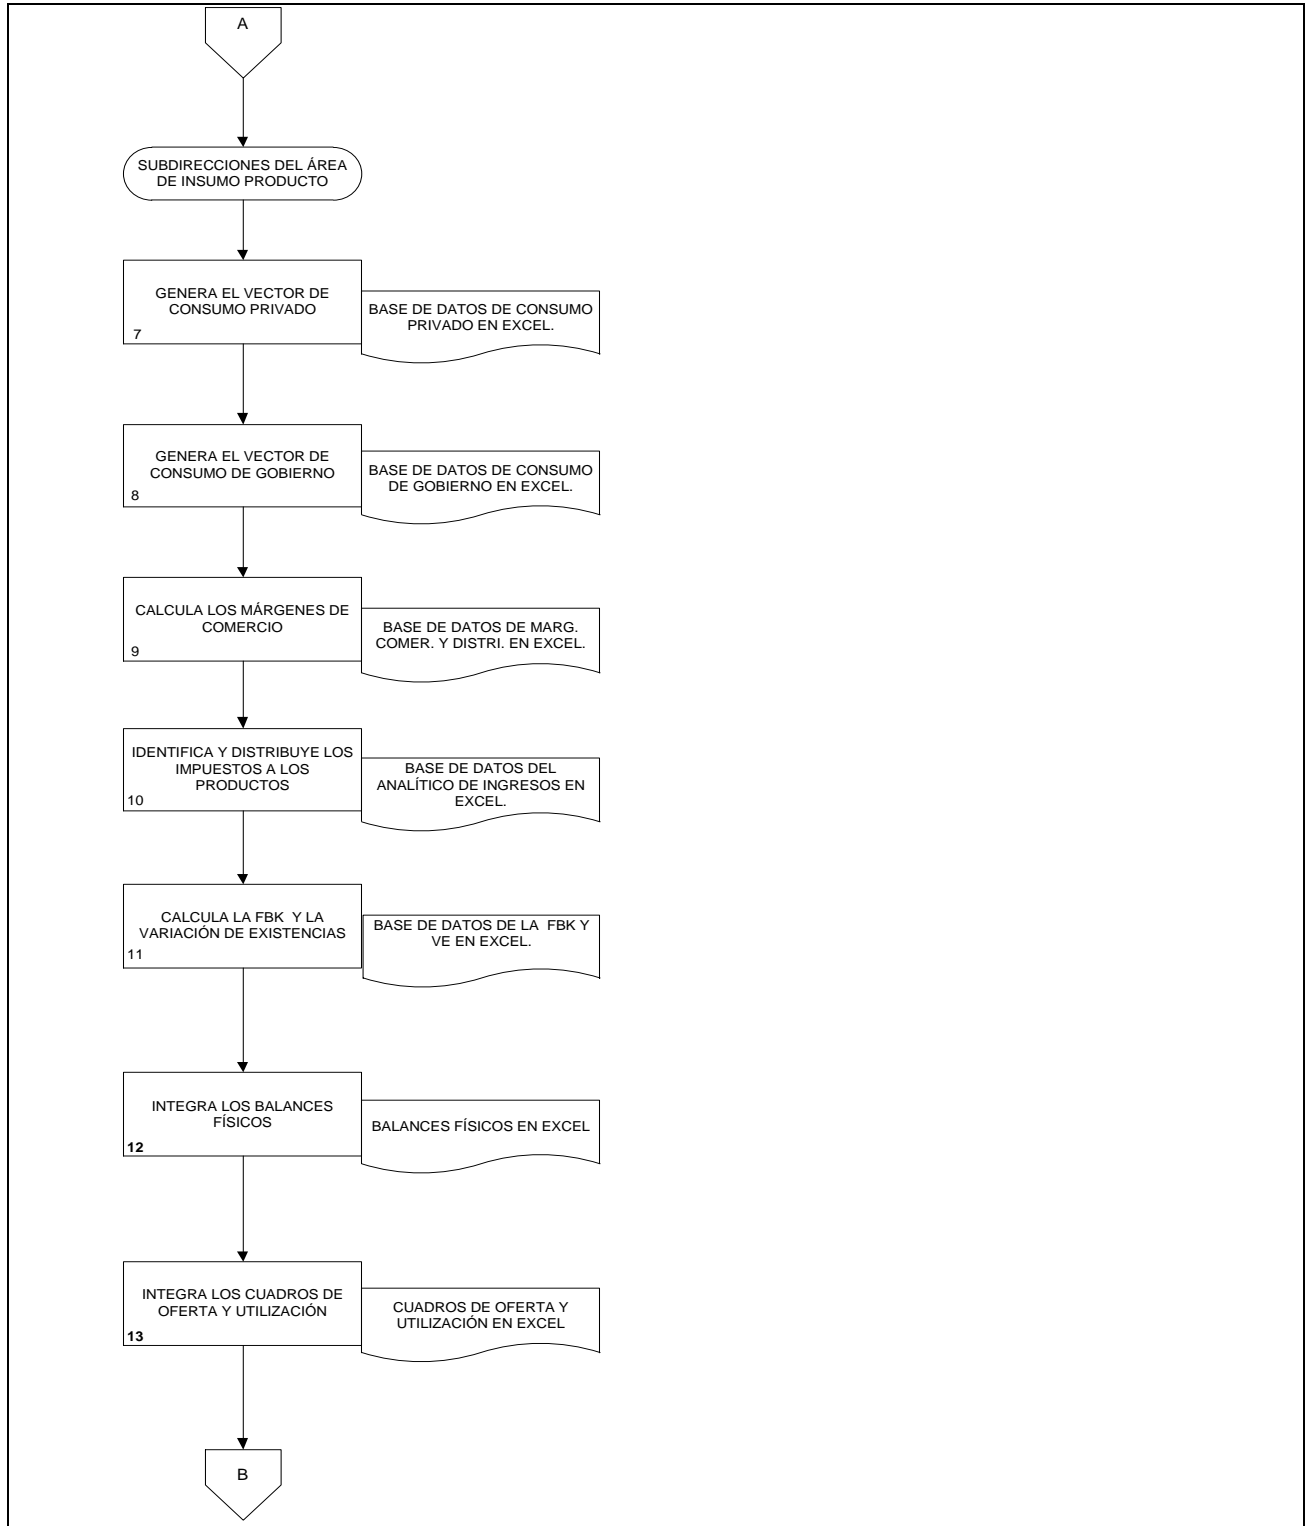 A
SUBDIRECCIONES DEL ÁREA
DE INSUMO PRODUCTO
GENERA EL VECTOR DE
CONSUMO PRIVADO
7
BASE DE DATOS DE CONSUMO
PRIVADO EN EXCEL.
GENERA EL VECTOR DE
CONSUMO DE GOBIERNO
8
BASE DE DATOS DE CONSUMO
DE GOBIERNO EN EXCEL.
CALCULA LOS MÁRGENES DE
COMERCIO
9
BASE DE DATOS DE MARG.
COMER. Y DISTRI. EN EXCEL.
IDENTIFICA Y DISTRIBUYE LOS
IMPUESTOS A LOS
PRODUCTOS
10
BASE DE DATOS DEL
ANALÍTICO DE INGRESOS EN
EXCEL.
CALCULA LA FBK Y LA
VARIACIÓN DE EXISTENCIAS
11
BASE DE DATOS DE LA FBK Y
VE EN EXCEL.
INTEGRA LOS BALANCES
FÍSICOS
12
BALANCES FÍSICOS EN EXCEL
INTEGRA LOS CUADROS DE
OFERTA Y UTILIZACIÓN
13
CUADROS DE OFERTA Y
UTILIZACIÓN EN EXCEL
B